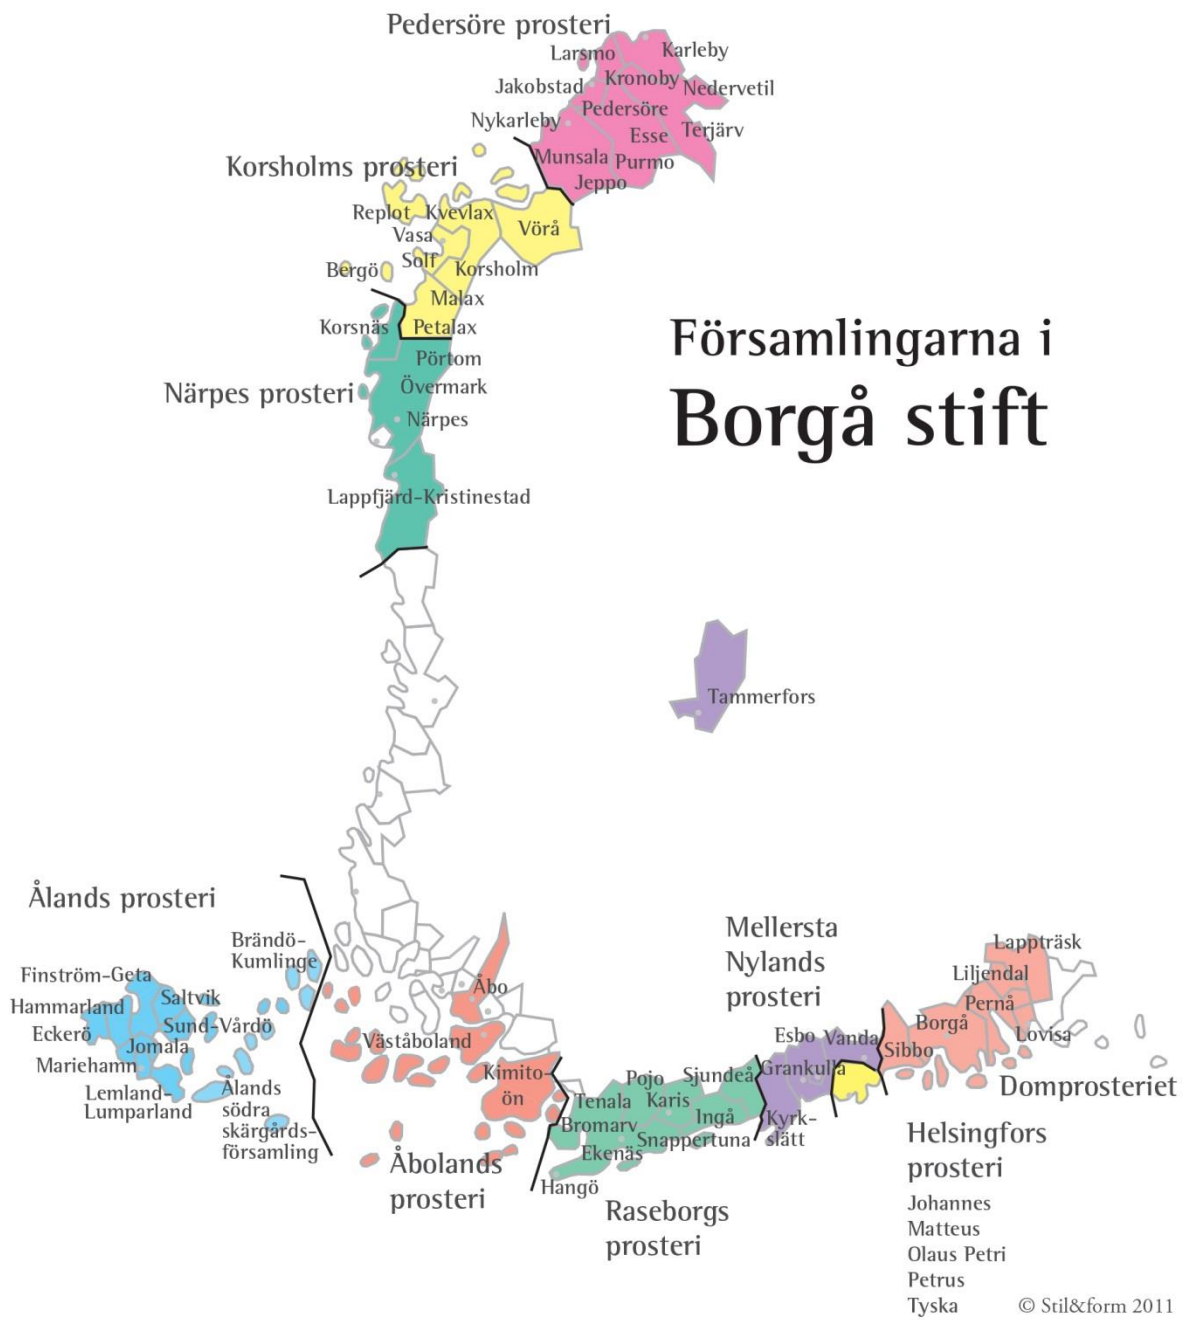 Pedersöre prosteri
Larsmo
Karleby
Jakobstad
Kronoby
Nedervetil
Nykarleby
Pedersöre
Esse
Terjärv
Munsala
Purmo
Jeppo
Korsholms prosteri
Replot
Kvevlax
Vörå
Vasa
Solf
Bergö
Korsholm
Malax
Korsnäs
Petalax
Pörtom
Närpes prosteri
Övermark
Närpes
Lappfjärd-Kristinestad
Församlingarna i
Borgå stift
Tammerfors
Ålands prosteri
Brändö-
Kumlinge
Finström-Geta
Hammarland
Saltvik
Eckerö
Sund-Vårdö
Jomala
Mariehamn
Lemland-
Lumparland
Ålands
södra
skärgårds-
församling
Åbo
Väståboland
Kimito-
ön
Åbolands
prosteri
Mellersta
Nylands
prosteri
Esbo
Vanda
Grankulla
Kyrk-
slätt
Pojo
Sjundeå
Tenala
Karis
Ingå
Bromarv
Snappertuna
Ekenäs
Hangö
Raseborgs
prosteri
Lappträsk
Liljendal
Pernå
Borgå
Lovisa
Sibbo
Domprosteriet
Helsingfors
prosteri
Johannes
Matteus
Olaus Petri
Petrus
Tyska
© Stil&form 2011